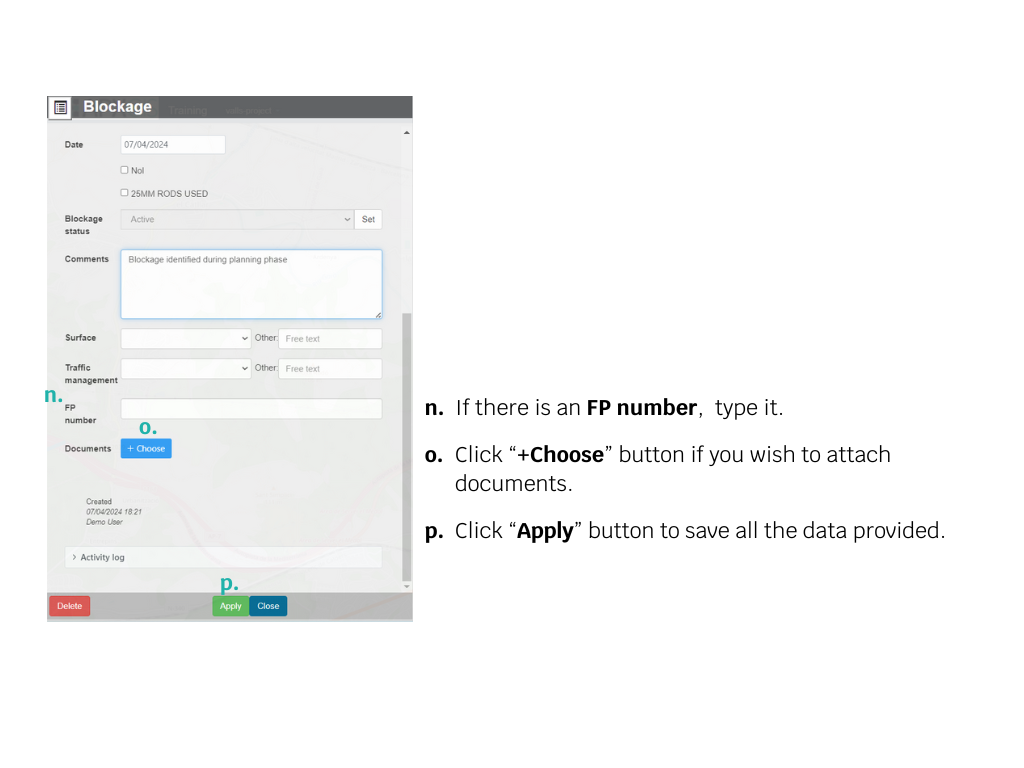 Blockage
Training
Date
07/04/2024
NoI
25MM RODS USED
Blockage
status
Active
Set
Comments
Blockage identified during planning phase
Surface
Other:
Free text
Traffic
management
Other:
Free text
n.
FP
number
o.
Documents
+ Choose
Created
07/04/2024 18:21
Demo User
> Activity log
p.
Delete
Apply
Close
n. If there is an FP number, type it.
o. Click “+Choose” button if you wish to attach
documents.
p. Click “Apply” button to save all the data provided.